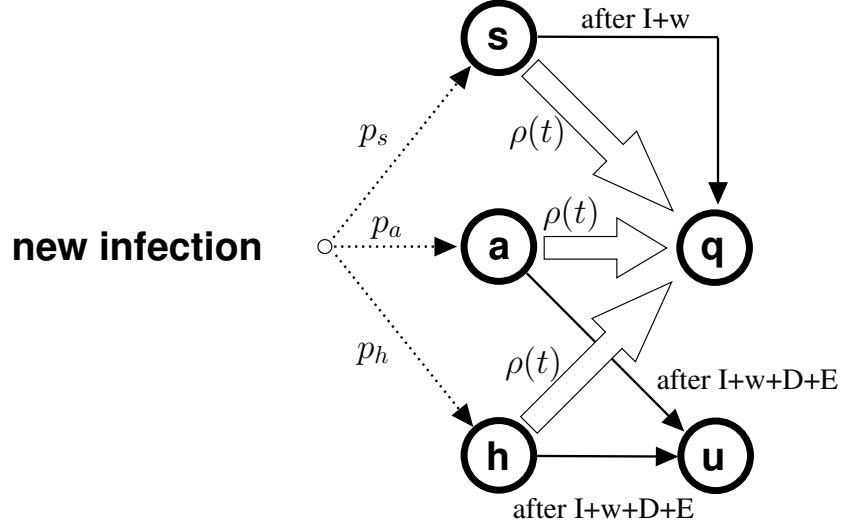 s
after I+w
p_s
ρ(t)
new infection
p_a
a
ρ(t)
q
p_h
ρ(t)
after I+w+D+E
h
u
after I+w+D+E